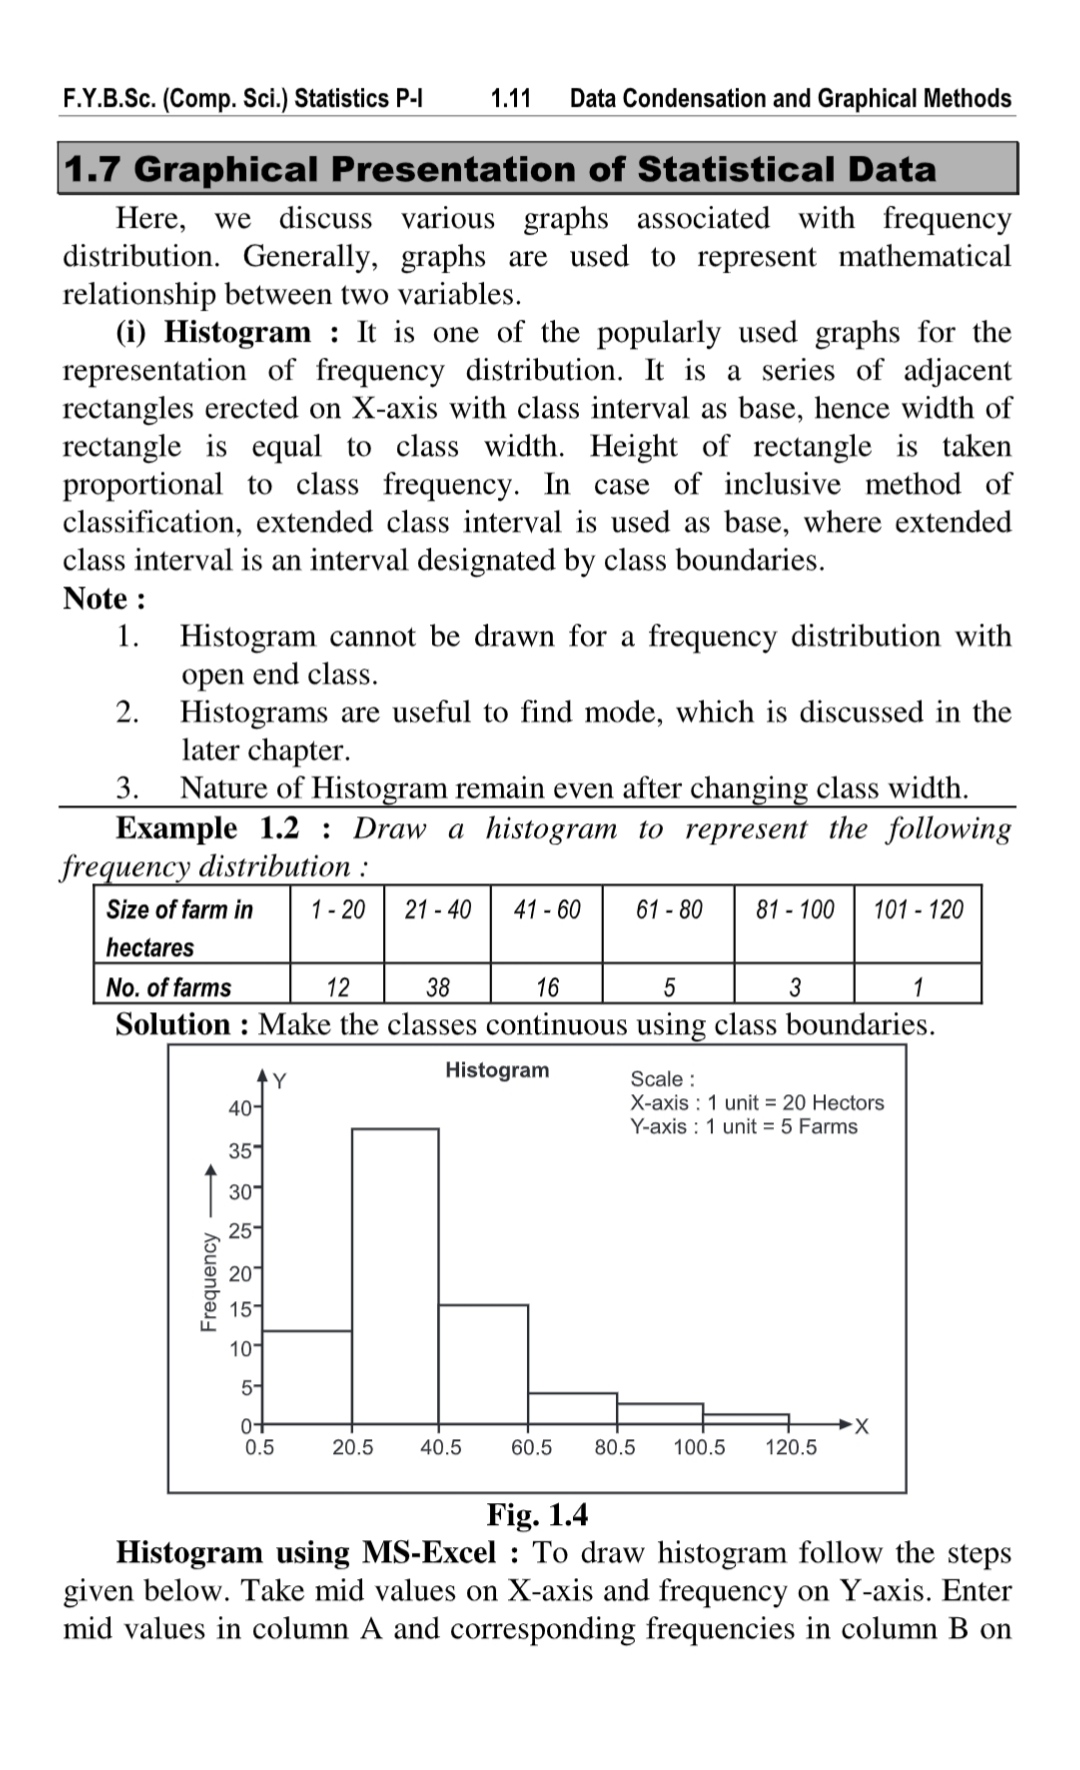 F.Y.B.Sc. (Comp. Sci.) Statistics P-I 1.11 Data Condensation and Graphical Methods
1.7 Graphical Presentation of Statistical Data
Here, we discuss various graphs associated with frequency
distribution. Generally, graphs are used to represent mathematical
relationship between two variables.
(i) Histogram : It is one of the popularly used graphs for the
representation of frequency distribution. It is a series of adjacent
rectangles erected on X-axis with class interval as base, hence width of
rectangle is equal to class width. Height of rectangle is taken
proportional to class frequency. In case of inclusive method of
classification, extended class interval is used as base, where extended
class interval is an interval designated by class boundaries.
Note :
1. Histogram cannot be drawn for a frequency distribution with
open end class.
2. Histograms are useful to find mode, which is discussed in the
later chapter.
3. Nature of Histogram remain even after changing class width.
Example 1.2 : Draw a histogram to represent the following
frequency distribution :
Size of farm in 1 - 20 21 - 40 41 - 60 61 - 80 81 - 100 101 - 120
hectares
No. of farms 12 38 16 5 3 1
Solution : Make the classes continuous using class boundaries.
Histogram
Y
Scale :
X-axis : 1 unit = 20 Hectors
Y-axis : 1 unit = 5 Farms
40
35
30
25
20
15
10
5
0
Frequency
X
0.5 20.5 40.5 60.5 80.5 100.5 120.5
Fig. 1.4
Histogram using MS-Excel : To draw histogram follow the steps
given below. Take mid values on X-axis and frequency on Y-axis. Enter
mid values in column A and corresponding frequencies in column B on